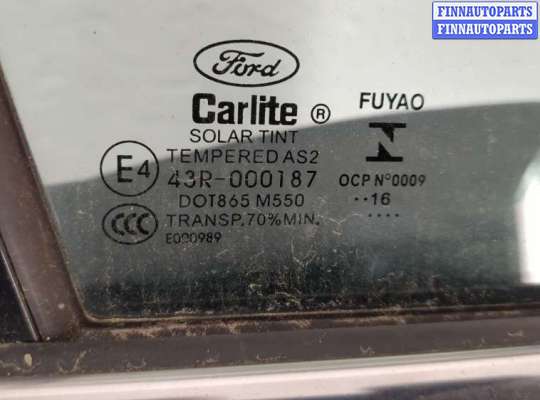 FINNAUTOPARTS
FINNAUTOPARTS
Ford
Carlite ®
SOLAR TINT
TEMPERED AS2
E4
43R-000187
DOT865 M550
CCC
TRANSP. 70%MIN.
E000989
FUYAO
OCP N°0009
··16
····